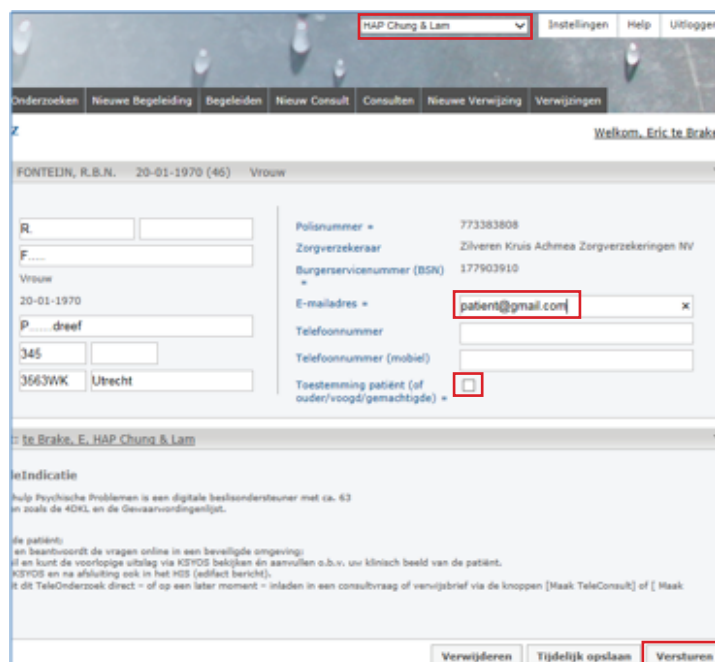 HAP Chung & Lam Instellingen Help Uitloggen
Onderzoeken Nieuwe Begeleiding Begeleiden Nieuw Consult Consulten Nieuwe Verwijzing Verwijzingen
Z Welkom, Eric te Brake
FONTEIJN, R.B.N. 20-01-1970 (46) Vrouw
R. Polisnummer * 773383808
F..... Zorgverzekeraar Zilveren Kruis Achmea Zorgverzekeringen NV
Vrouw Burgerservicenummer (BSN) * 177903910
20-01-1970 E-mailadres * patient@gmail.com ×
P......dreef Telefoonnummer
345 Telefoonnummer (mobiel)
3563WK Utrecht Toestemming patiënt (of
ouder/voogd/gemachtigde) *
: te Brake, E, HAP Chung & Lam
leIndicatie
hulp Psychische Problemen is een digitale beslisondersteuner met ca. 63
en zoals de 4DKL en de Gewaarwordingenlijst.
de patiënt:
en beantwoordt de vragen online in een beveiligde omgeving:
il en kunt de voorlopige uitslag via KSYOS bekijken én aanvullen o.b.v. uw klinisch beeld van de patiënt.
KSYOS en na afsluiting ook in het HIS (edifact bericht).
t dit TeleOnderzoek direct – of op een later moment – inladen in een consultvraag of verwijsbrief via de knoppen [Maak TeleConsult] of [ Maak
Verwijderen Tijdelijk opslaan Versturen